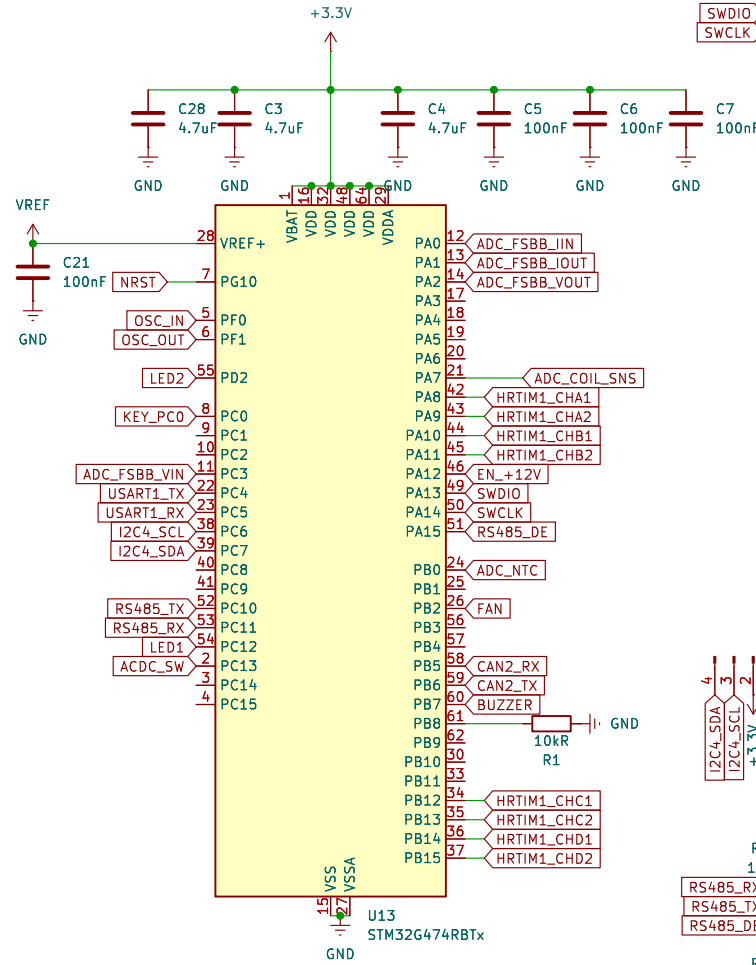 +3.3V
SWDIO
SWCLK
C28
4.7uF
C3
4.7uF
C4
4.7uF
C5
100nF
C6
100nF
C7
GND
GND
GND
GND
GND
GND
1
16
32
48
64
29
VBAT
VDD
VDD
VDD
VDD
VDDA
VREF
C21
100nF
GND
28 VREF+
NRST 7 PG10
OSC_IN 5 PF0
OSC_OUT 6 PF1
LED2 55 PD2
KEY_PC0 8 PC0
9 PC1
10 PC2
ADC_FSBB_VIN 11 PC3
USART1_TX 22 PC4
USART1_RX 23 PC5
I2C4_SCL 38 PC6
I2C4_SDA 39 PC7
40 PC8
41 PC9
RS485_TX 52 PC10
RS485_RX 53 PC11
LED1 54 PC12
ACDC_SW 2 PC13
3 PC14
4 PC15
PA0 12 ADC_FSBB_IIN
PA1 13 ADC_FSBB_IOUT
PA2 14 ADC_FSBB_VOUT
PA3 17
PA4 18
PA5 19
PA6 20
PA7 21 ADC_COIL_SNS
PA8 42 HRTIM1_CHA1
PA9 43 HRTIM1_CHA2
PA10 44 HRTIM1_CHB1
PA11 45 HRTIM1_CHB2
PA12 46 EN_+12V
PA13 49 SWDIO
PA14 50 SWCLK
PA15 51 RS485_DE
PB0 24 ADC_NTC
PB1 25
PB2 26 FAN
PB3 56
PB4 57
PB5 58 CAN2_RX
PB6 59 CAN2_TX
PB7 60 BUZZER
PB8 61
10kR
R1
GND
PB9 62
PB10 30
PB11 33
PB12 34 HRTIM1_CHC1
PB13 35 HRTIM1_CHC2
PB14 36 HRTIM1_CHD1
PB15 37 HRTIM1_CHD2
VSS
VSSA
15
27
U13
STM32G474RBTx
GND
4
3
2
I2C4_SDA
I2C4_SCL
+3.3V
RS485_RX
RS485_TX
RS485_DE